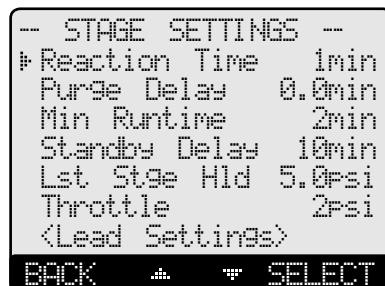 -- STAGE SETTINGS --
Reaction Time 1min
Purge Delay 0.0min
Min Runtime 2min
Standby Delay 10min
Lst Stge Hld 5.0psi
Throttle 2psi
<Lead Settings>
BACK SELECT